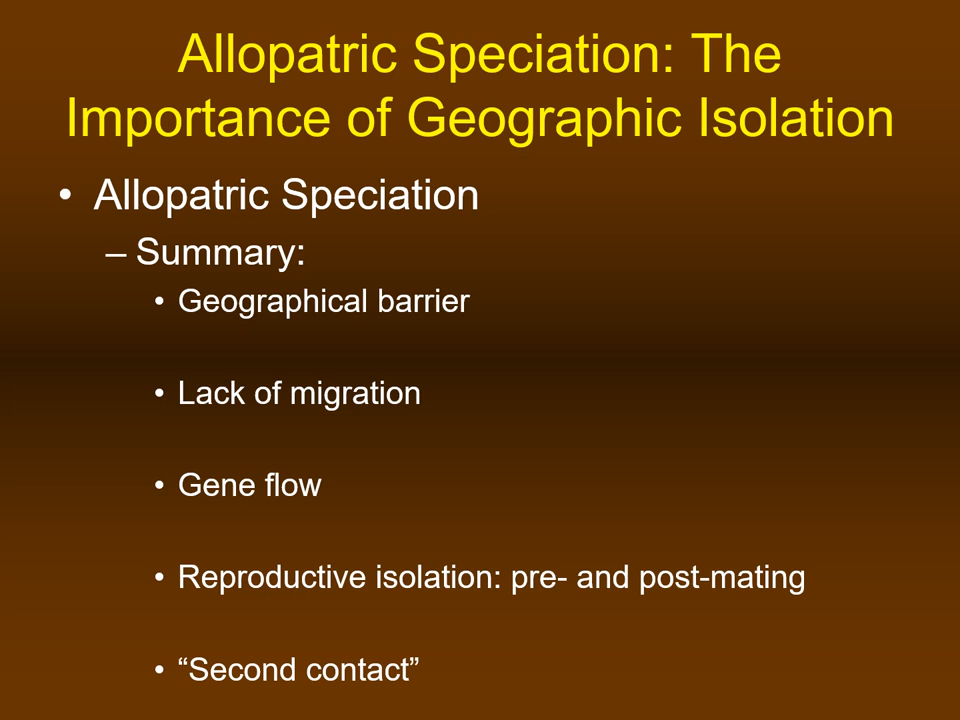 Allopatric Speciation: The
Importance of Geographic Isolation
• Allopatric Speciation
– Summary:
• Geographical barrier
• Lack of migration
• Gene flow
• Reproductive isolation: pre- and post-mating
• “Second contact”